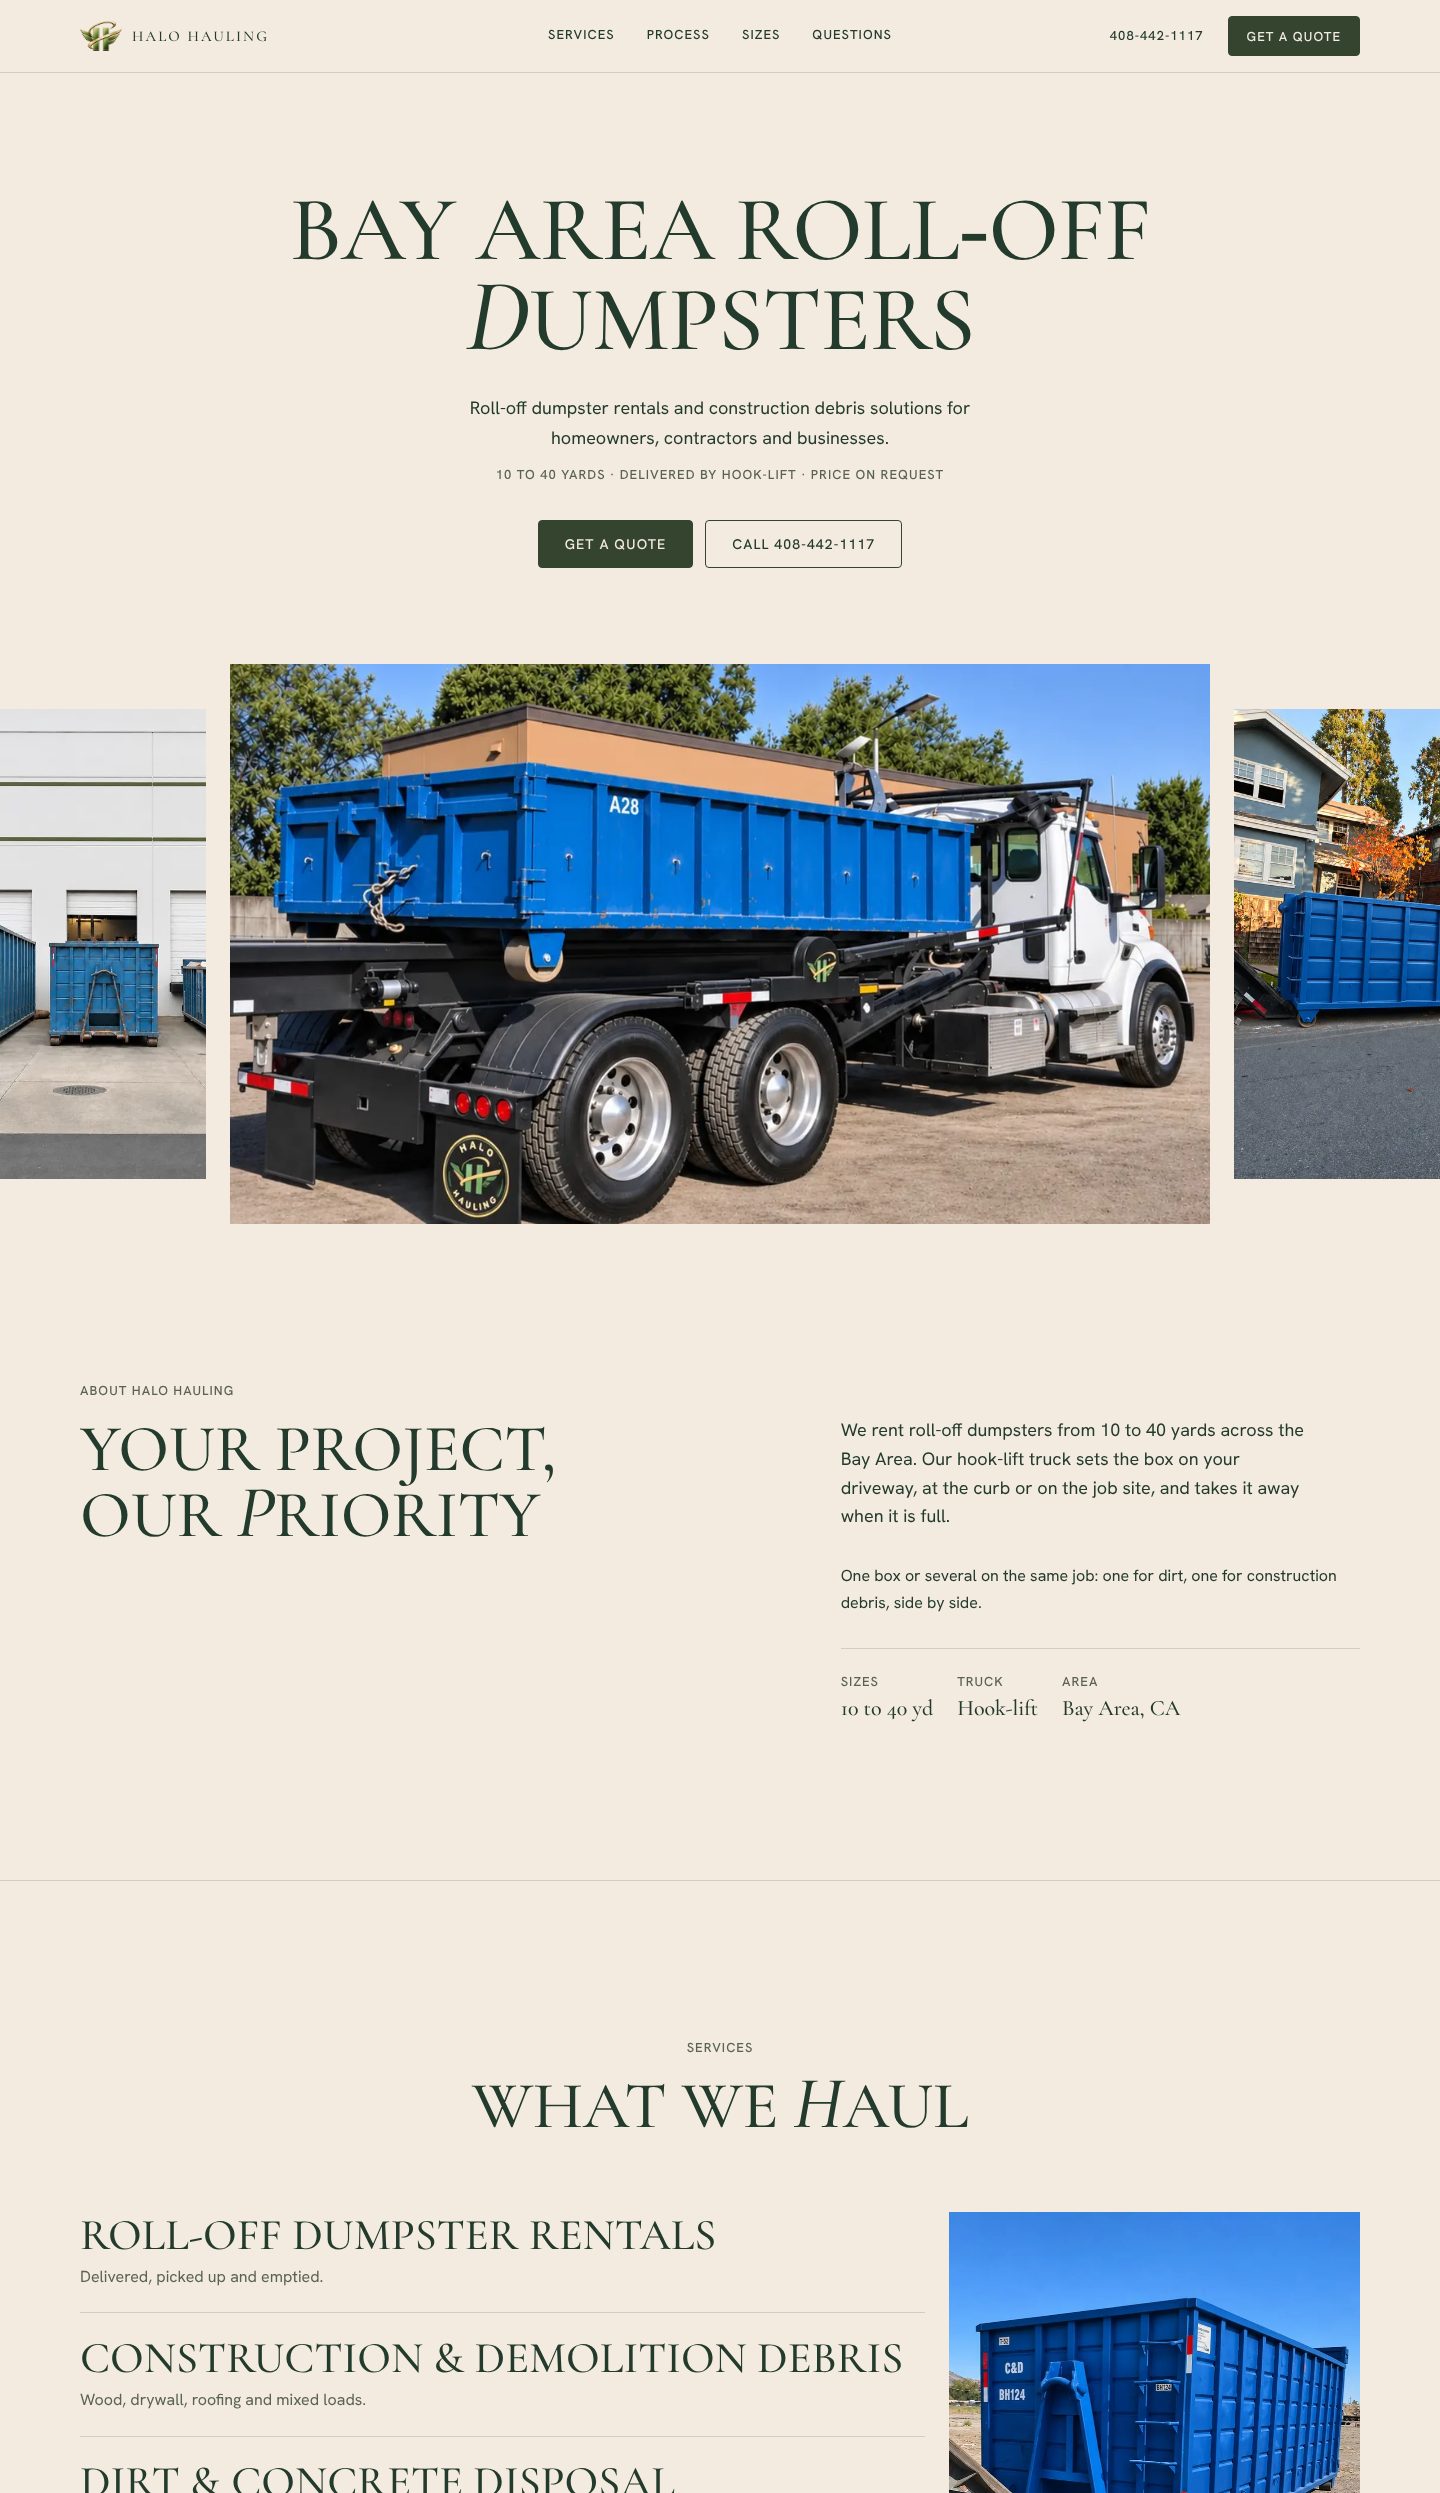 HALO HAULING
SERVICES PROCESS SIZES QUESTIONS
408-442-1117
GET A QUOTE
BAY AREA ROLL-OFF
DUMPSTERS
Roll-off dumpster rentals and construction debris solutions for
homeowners, contractors and businesses.
10 TO 40 YARDS · DELIVERED BY HOOK-LIFT · PRICE ON REQUEST
GET A QUOTE
CALL 408-442-1117
A28
HALO
H
HAULING
ABOUT HALO HAULING
YOUR PROJECT,
OUR PRIORITY
We rent roll-off dumpsters from 10 to 40 yards across the
Bay Area. Our hook-lift truck sets the box on your
driveway, at the curb or on the job site, and takes it away
when it is full.
One box or several on the same job: one for dirt, one for construction
debris, side by side.
SIZES
10 to 40 yd
TRUCK
Hook-lift
AREA
Bay Area, CA
SERVICES
WHAT WE HAUL
ROLL-OFF DUMPSTER RENTALS
Delivered, picked up and emptied.
CONSTRUCTION & DEMOLITION DEBRIS
Wood, drywall, roofing and mixed loads.
DIRT & CONCRETE DISPOSAL
C&D
BH124